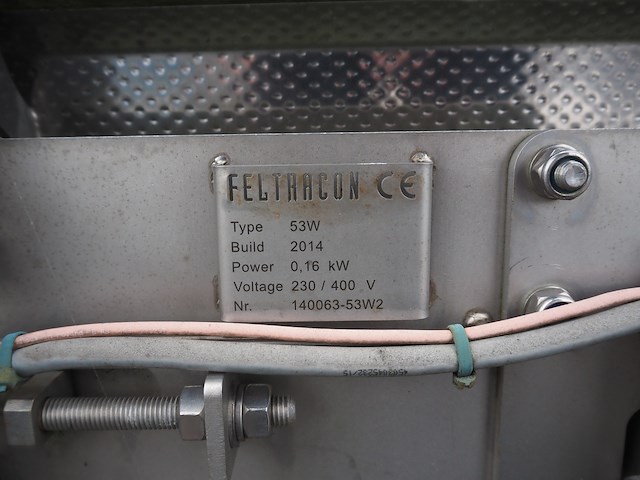 FELTRACON CE
Type 53W
Build 2014
Power 0,16 kW
Voltage 230 / 400 V
Nr. 140063-53W2